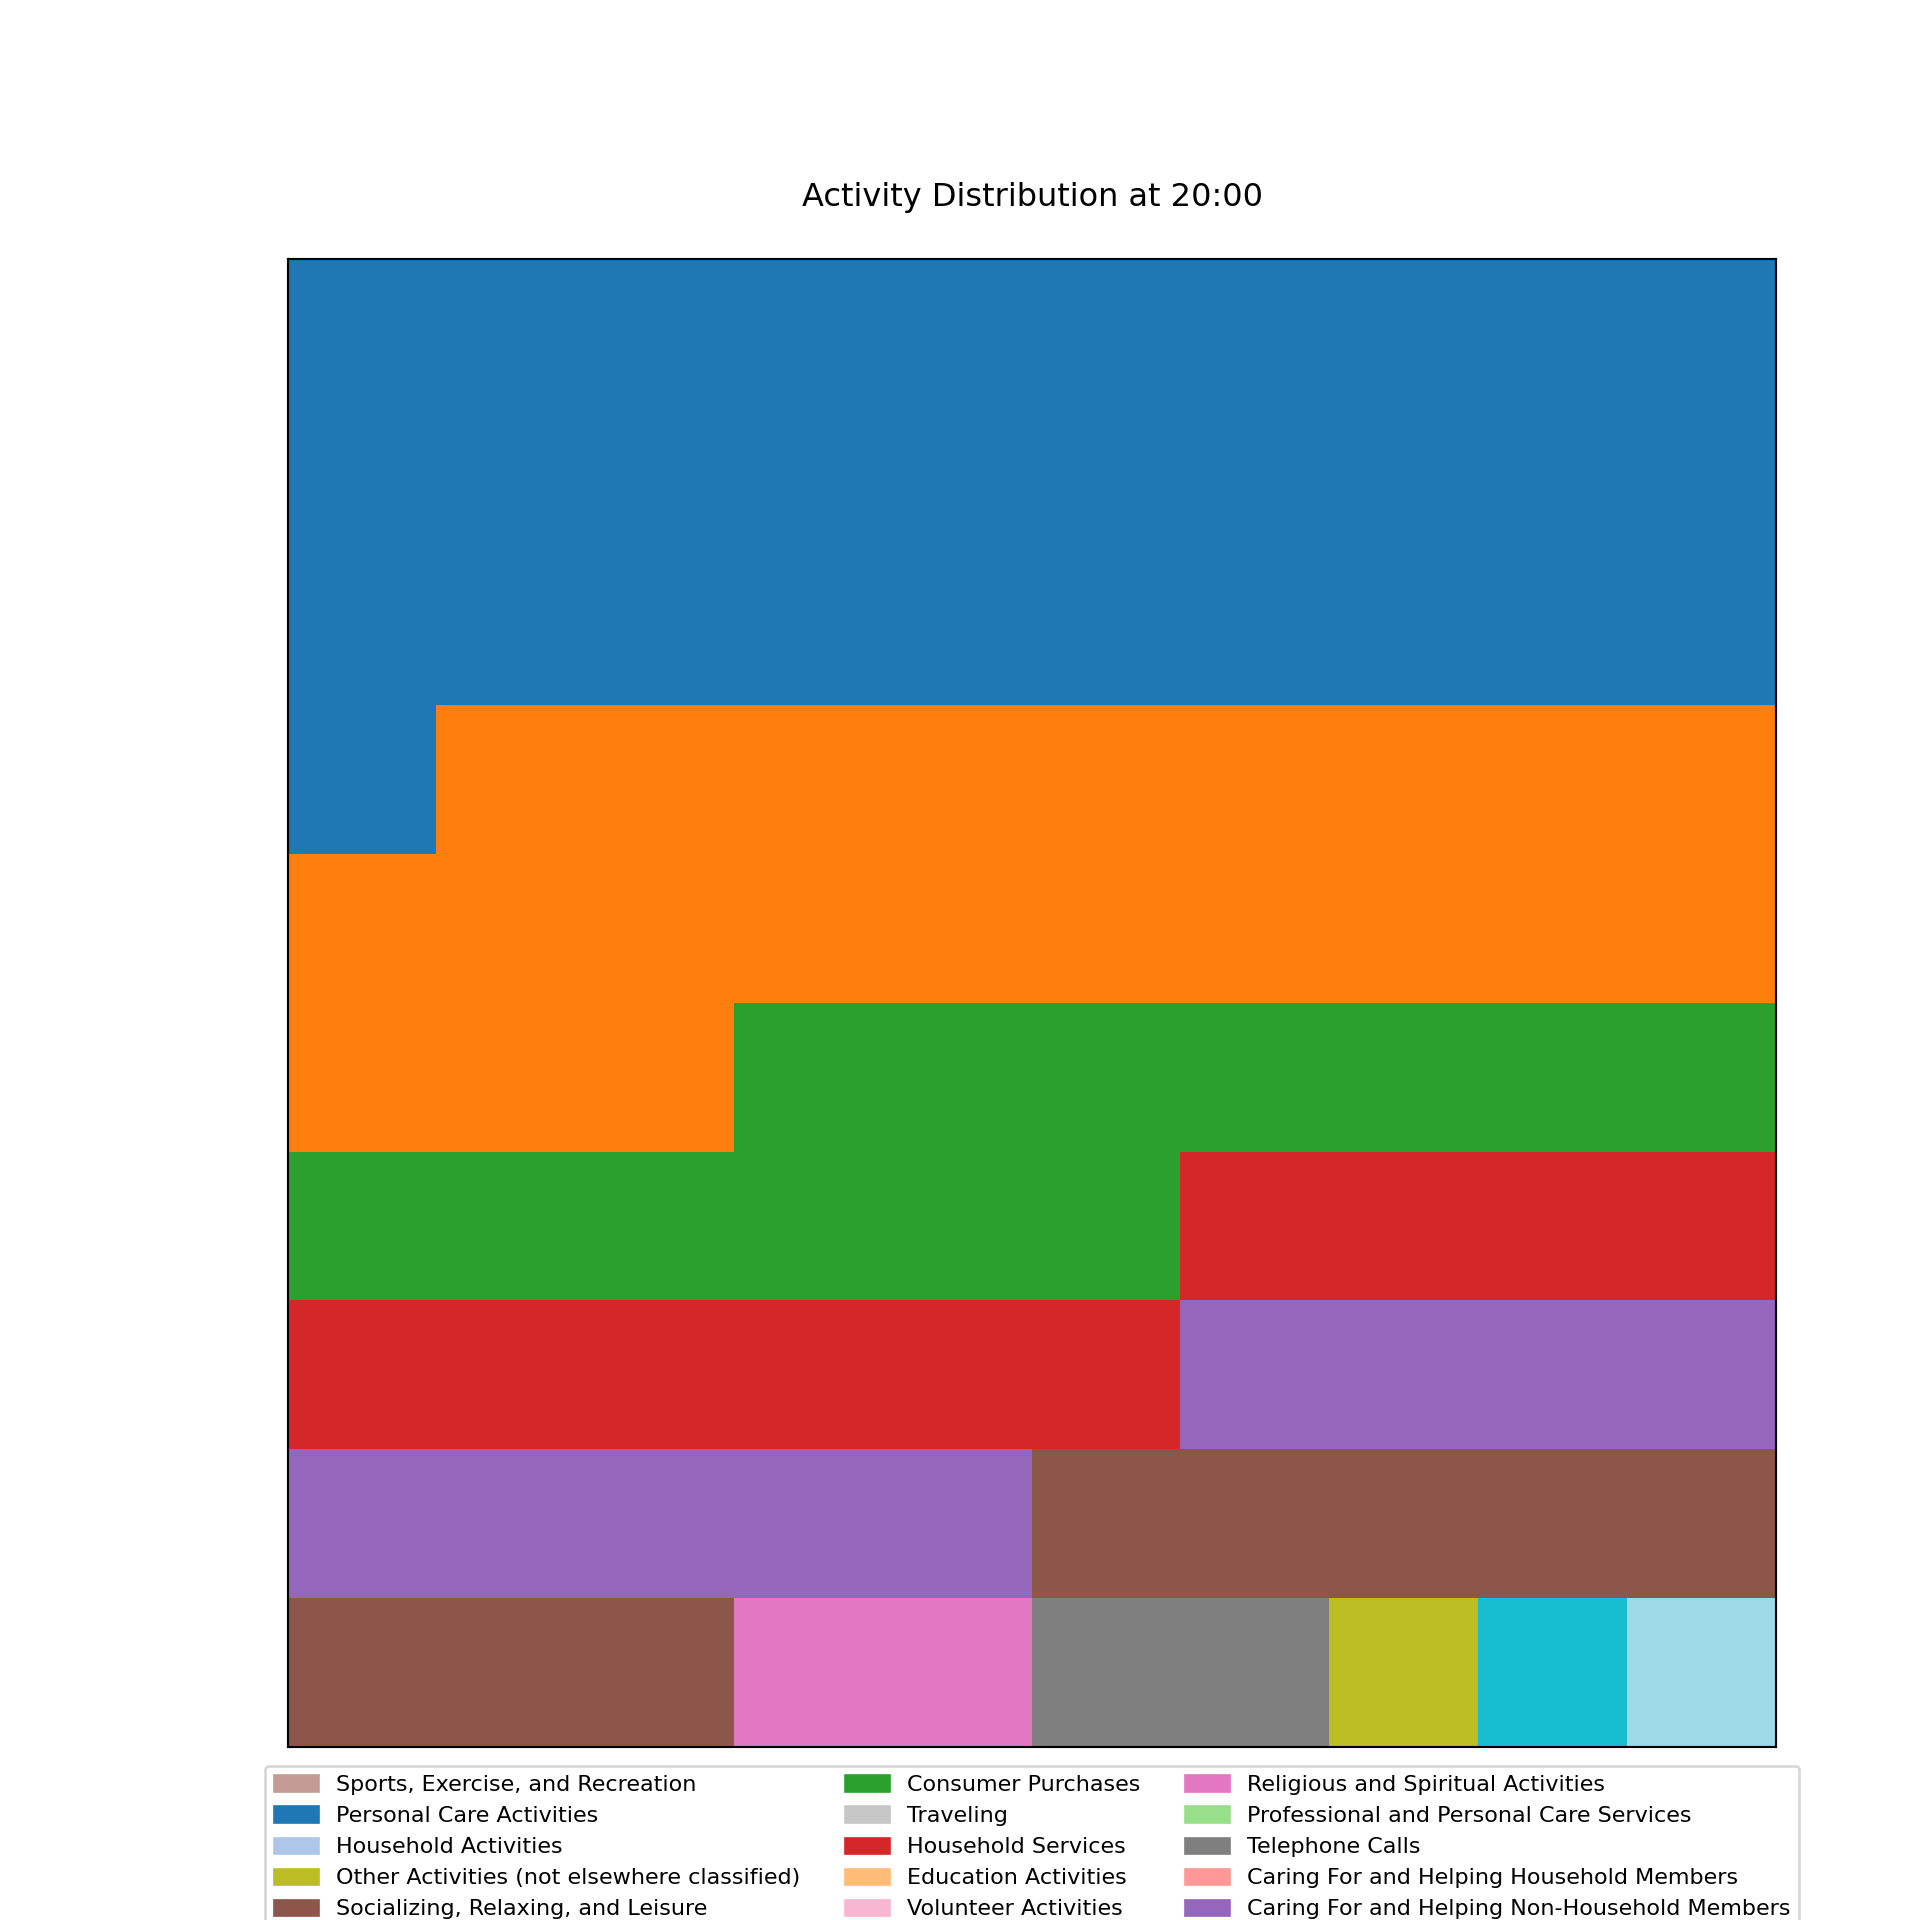 Activity Distribution at 20:00
Sports, Exercise, and Recreation
Personal Care Activities
Household Activities
Other Activities (not elsewhere classified)
Socializing, Relaxing, and Leisure
Consumer Purchases
Traveling
Household Services
Education Activities
Volunteer Activities
Religious and Spiritual Activities
Professional and Personal Care Services
Telephone Calls
Caring For and Helping Household Members
Caring For and Helping Non-Household Members